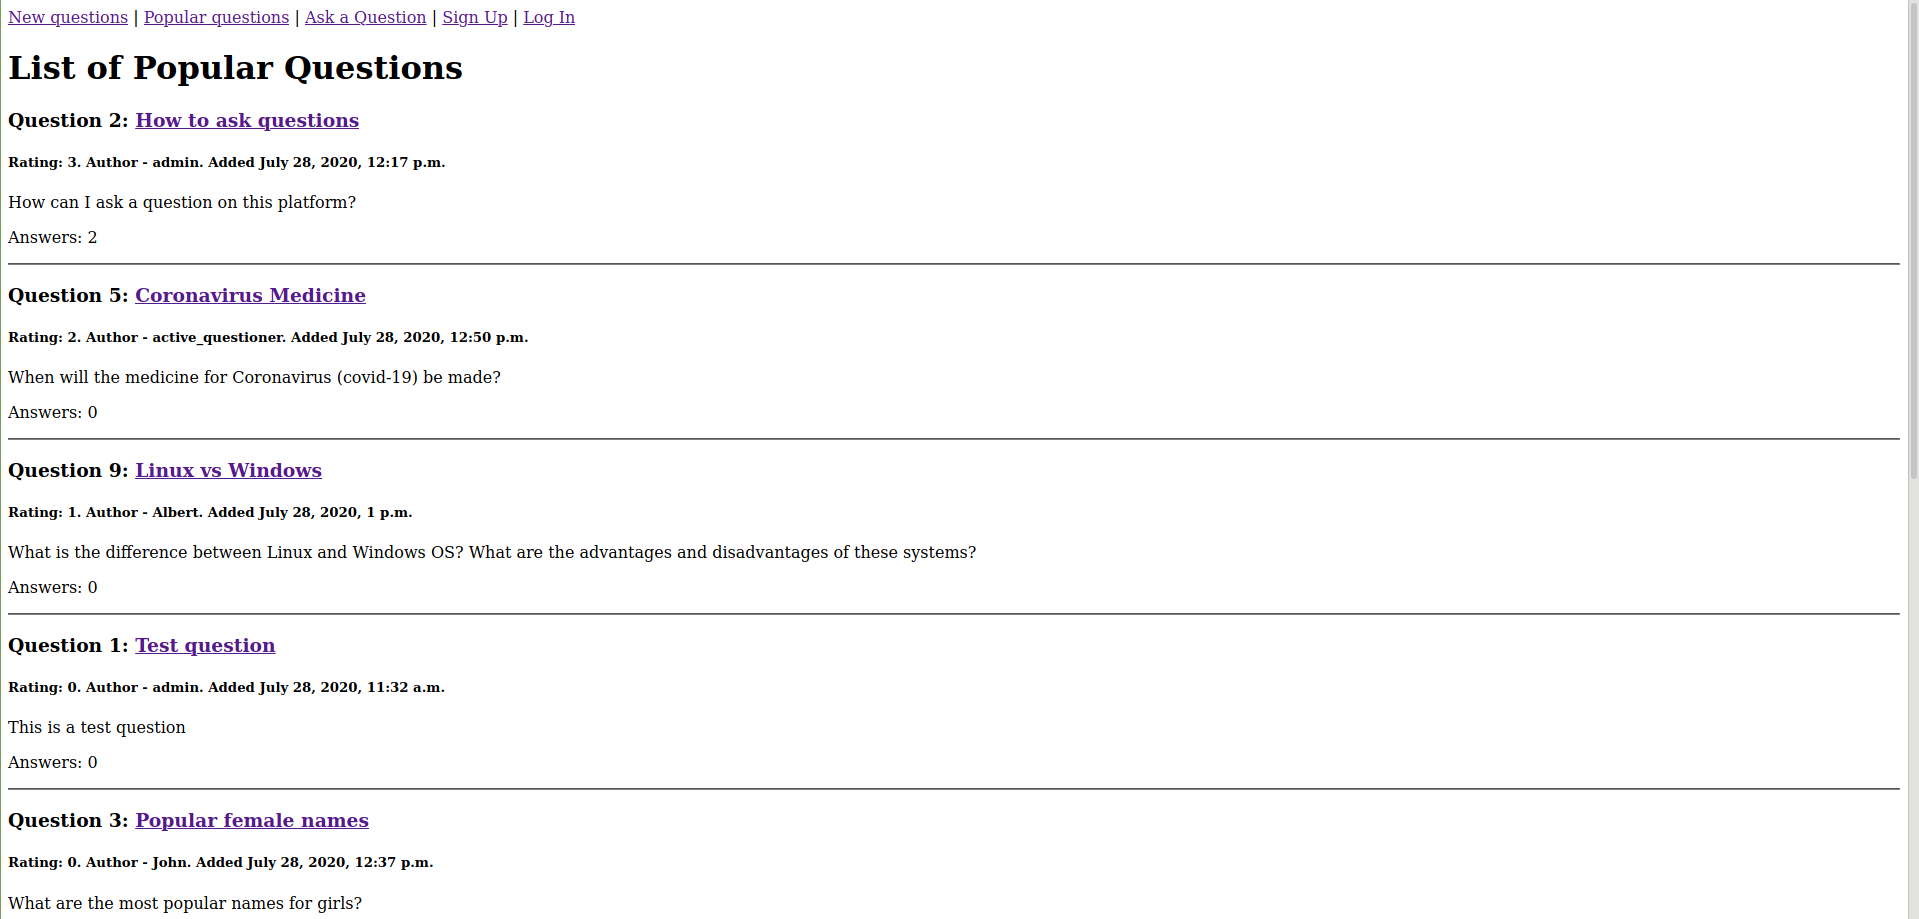 New questions | Popular questions | Ask a Question | Sign Up | Log In
List of Popular Questions
Question 2: How to ask questions
Rating: 3. Author - admin. Added July 28, 2020, 12:17 p.m.
How can I ask a question on this platform?
Answers: 2
Question 5: Coronavirus Medicine
Rating: 2. Author - active_questioner. Added July 28, 2020, 12:50 p.m.
When will the medicine for Coronavirus (covid-19) be made?
Answers: 0
Question 9: Linux vs Windows
Rating: 1. Author - Albert. Added July 28, 2020, 1 p.m.
What is the difference between Linux and Windows OS? What are the advantages and disadvantages of these systems?
Answers: 0
Question 1: Test question
Rating: 0. Author - admin. Added July 28, 2020, 11:32 a.m.
This is a test question
Answers: 0
Question 3: Popular female names
Rating: 0. Author - John. Added July 28, 2020, 12:37 p.m.
What are the most popular names for girls?